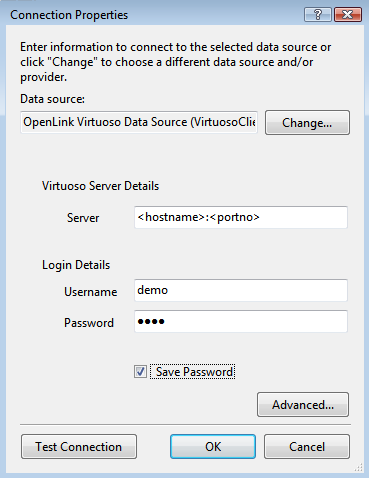 Connection Properties
Enter information to connect to the selected data source or
click "Change" to choose a different data source and/or
provider.
Data source:
OpenLink Virtuoso Data Source (VirtuosoClie
Change...
Virtuoso Server Details
Server <hostname>:<portno>
Login Details
Username demo
Password ●●●●
Save Password
Advanced...
Test Connection OK Cancel